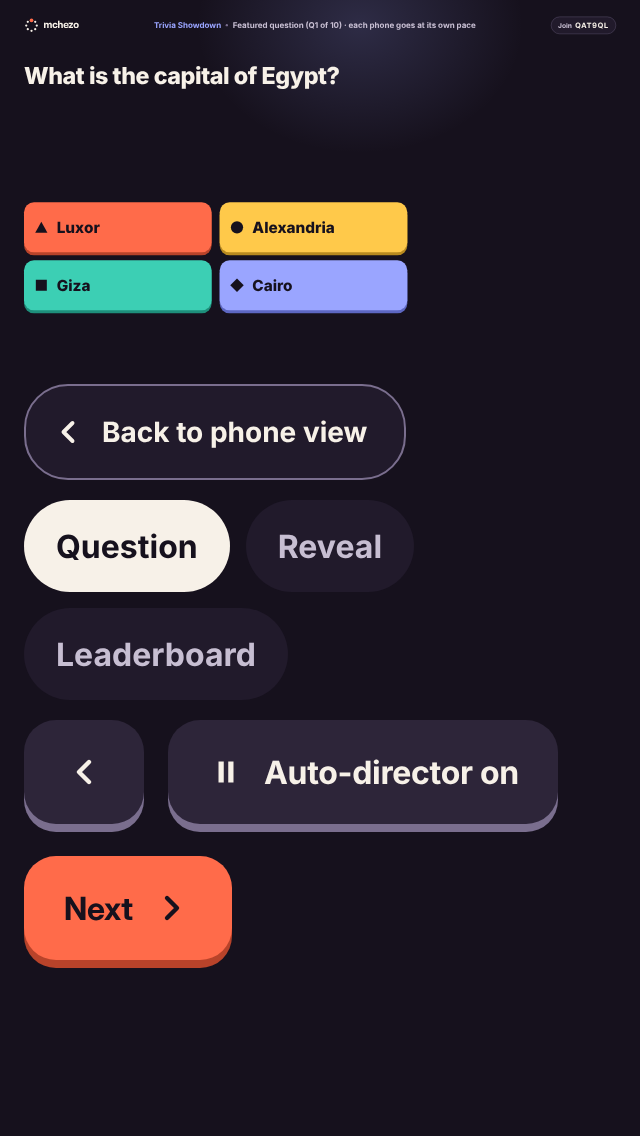 mchezo
Trivia Showdown • Featured question (Q1 of 10) · each phone goes at its own pace
Join QAT9QL
What is the capital of Egypt?
Luxor
Alexandria
Giza
Cairo
Back to phone view
Question
Reveal
Leaderboard
Auto-director on
Next